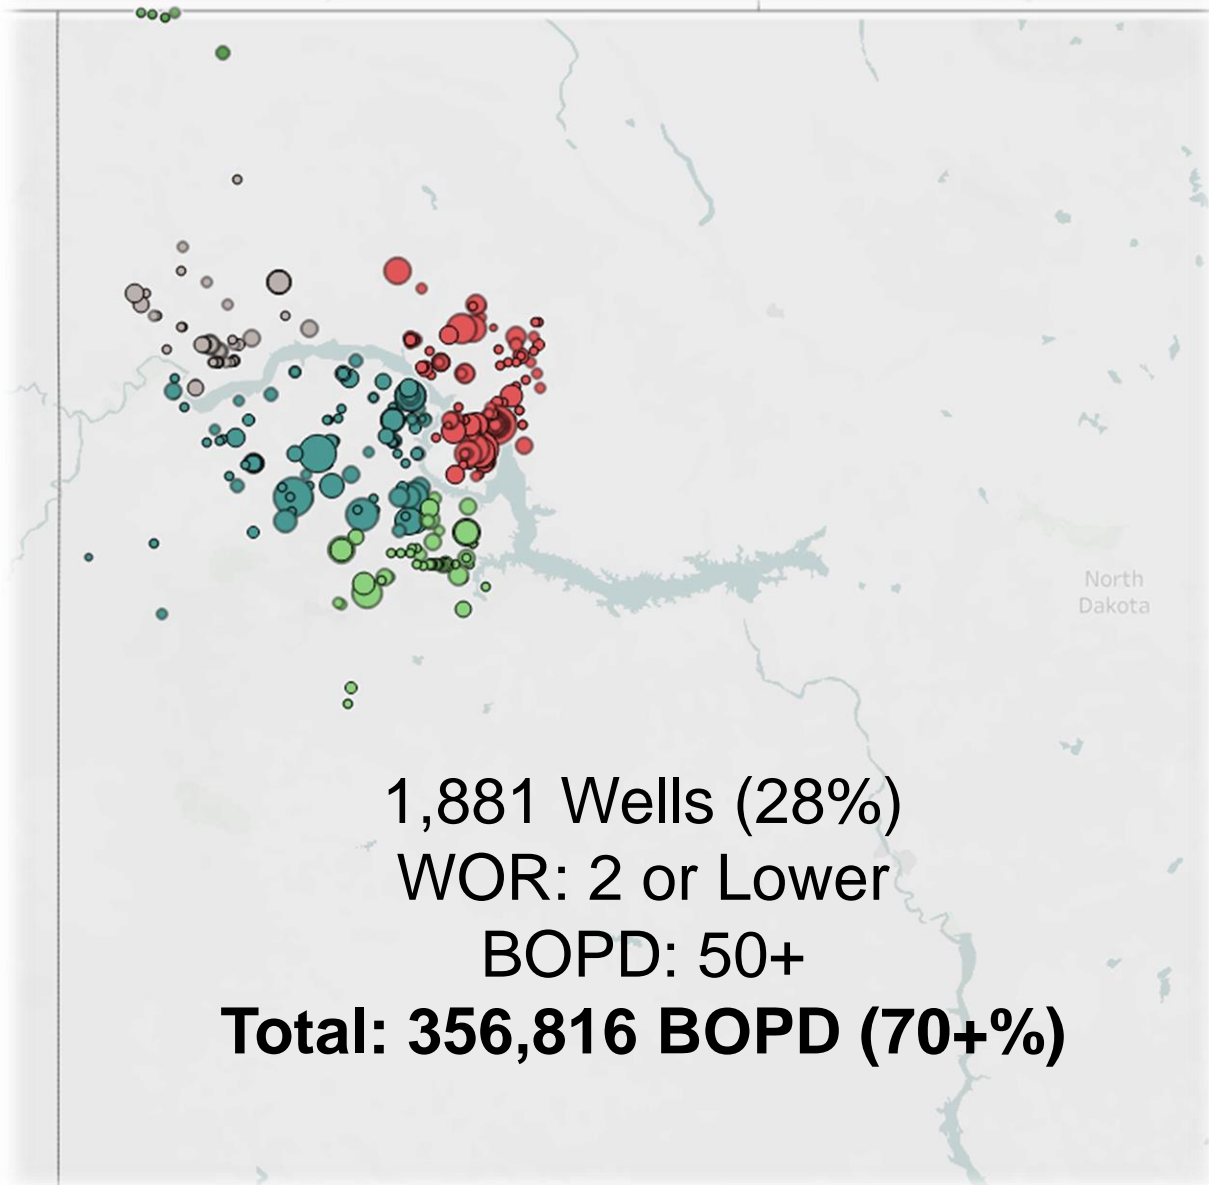 North
Dakota
1,881 Wells (28%)
WOR: 2 or Lower
BOPD: 50+
Total: 356,816 BOPD (70+%)